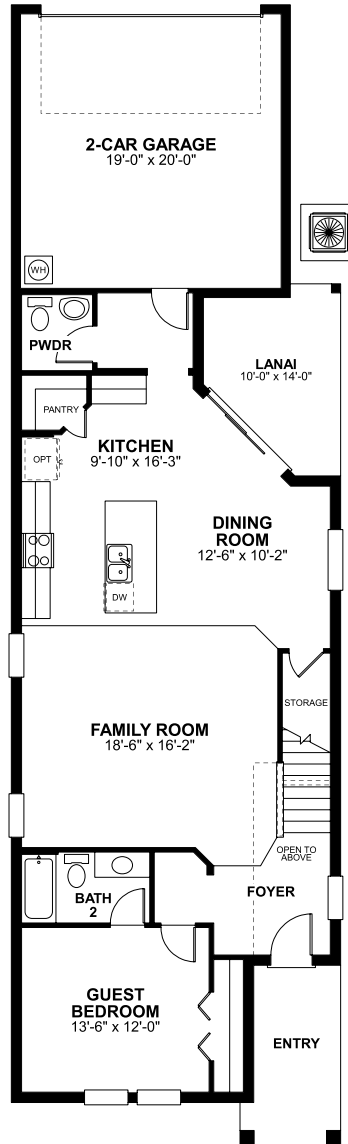 2-CAR GARAGE
19'-0" x 20'-0"
WH
PWDR
LANAI
10'-0" x 14'-0"
PANTRY
KITCHEN
9'-10" x 16'-3"
OPT
DINING
ROOM
12'-6" x 10'-2"
DW
STORAGE
FAMILY ROOM
18'-6" x 16'-2"
OPEN TO
ABOVE
BATH
2
FOYER
GUEST
BEDROOM
13'-6" x 12'-0"
ENTRY